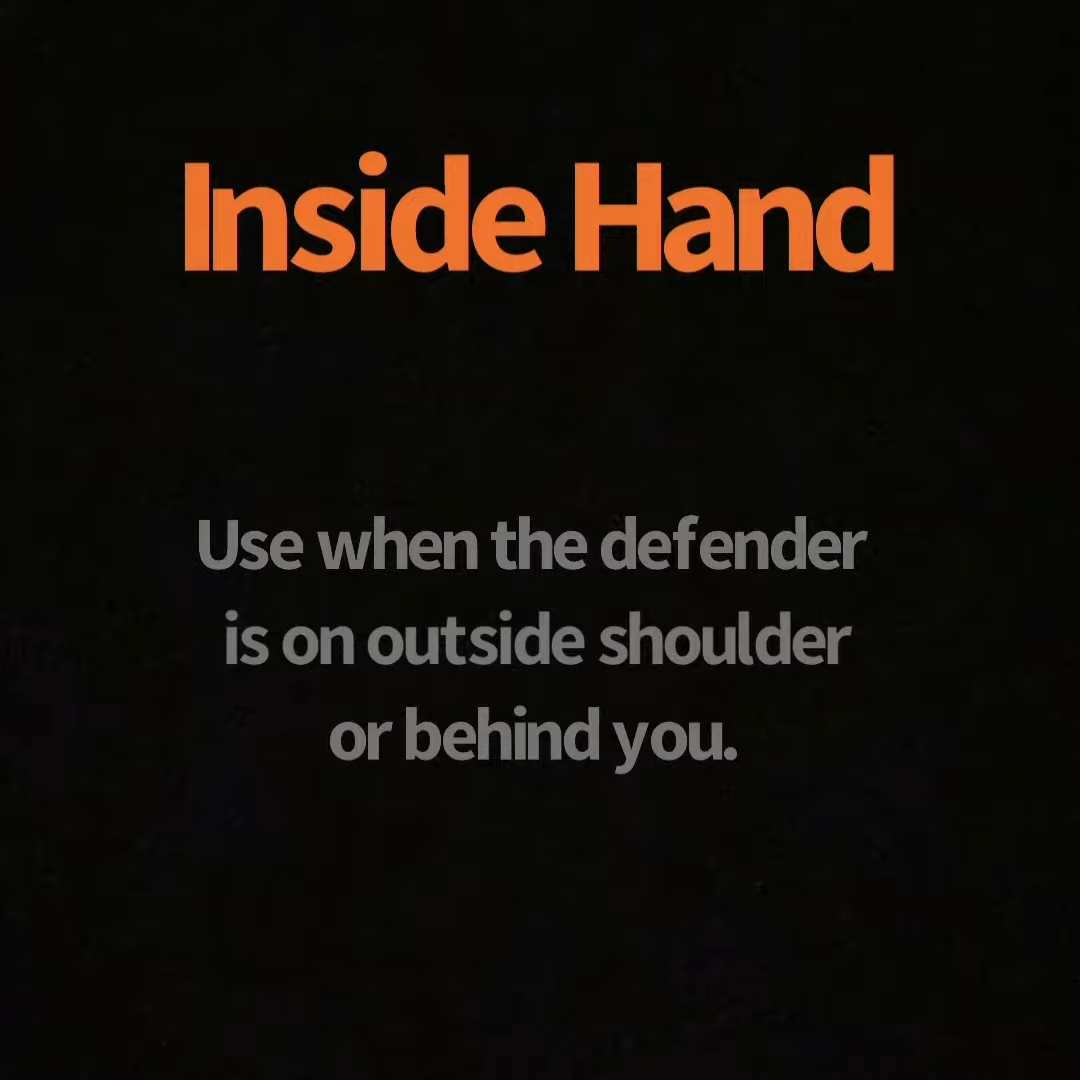 Inside Hand
Use when the defender
is on outside shoulder
or behind you.